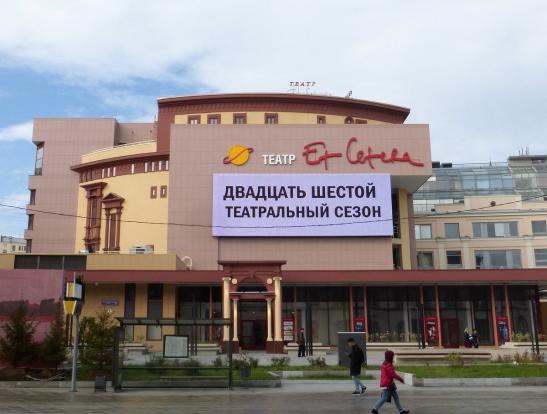 ТЕАТР
ТЕАТР Et Cetera
ДВАДЦАТЬ ШЕСТОЙ
ТЕАТРАЛЬНЫЙ СЕЗОН